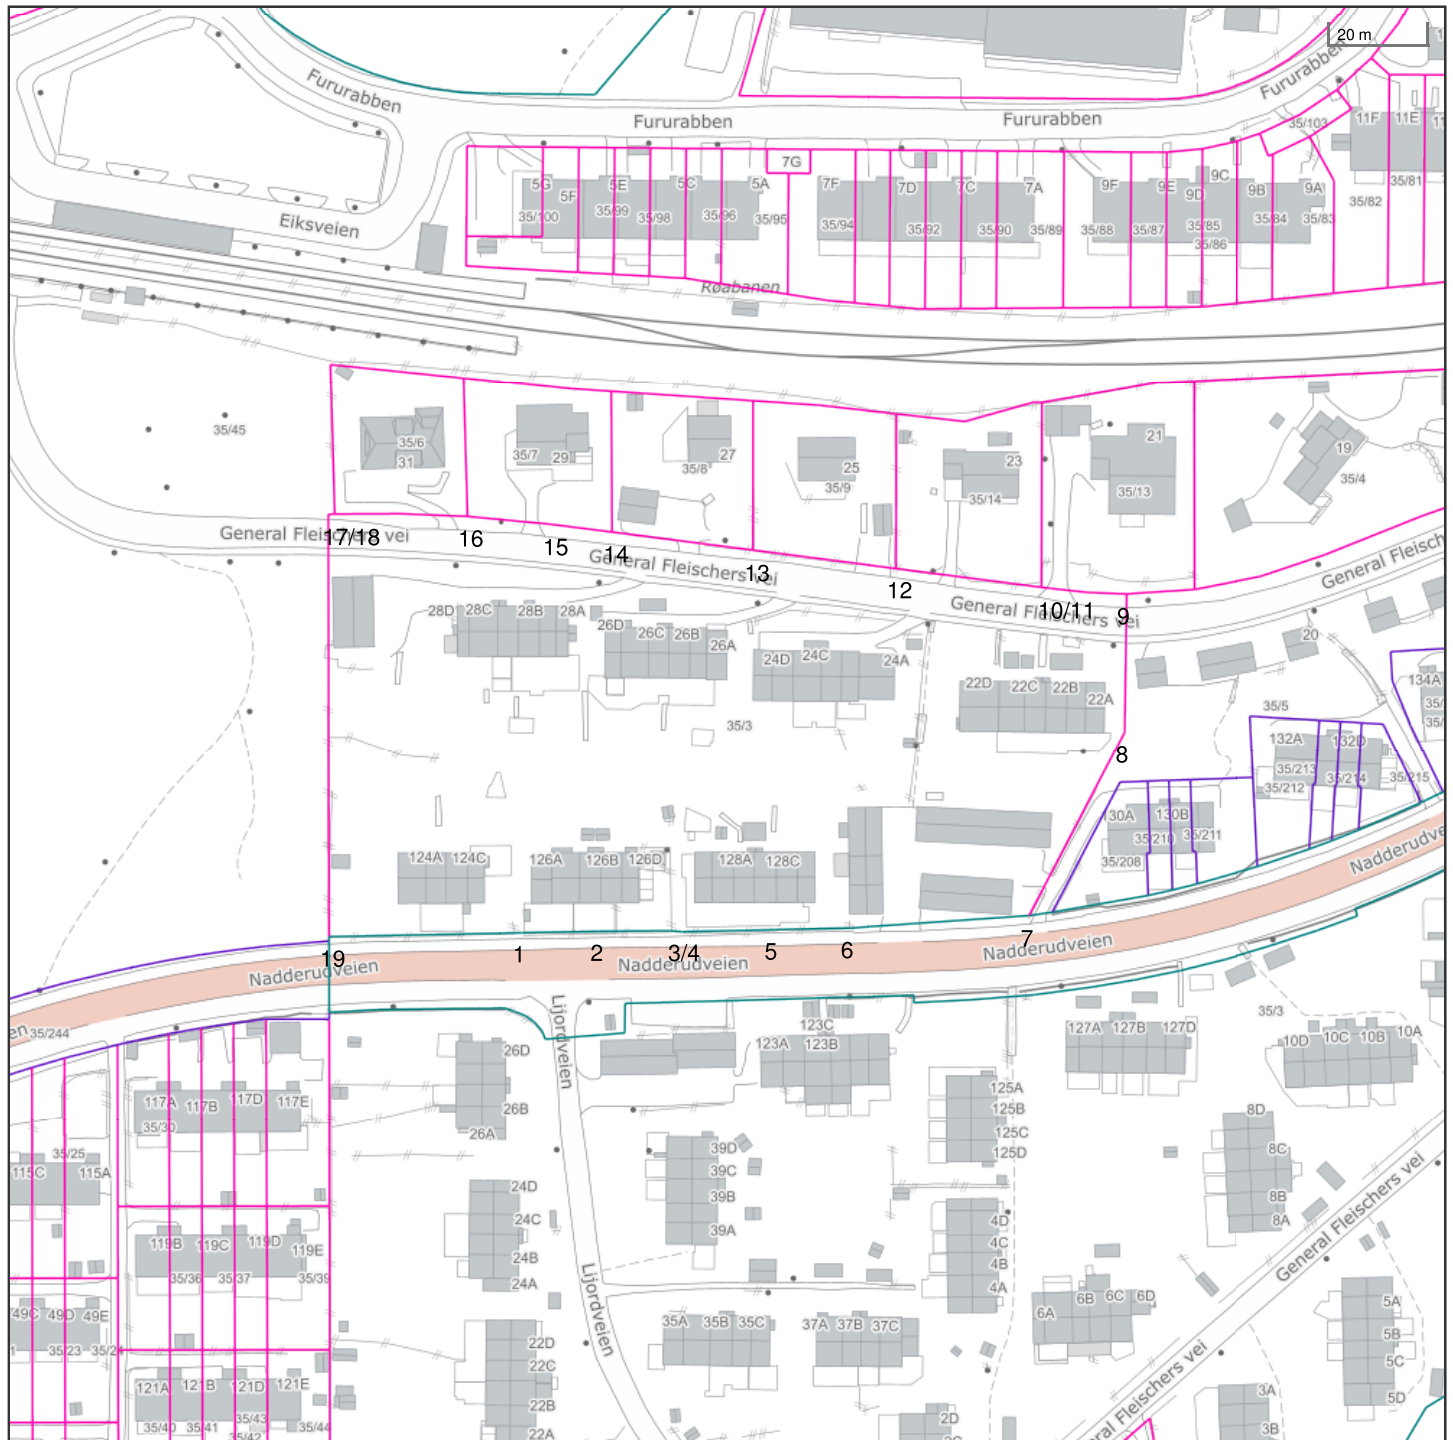 20 m
Fururabben
Fururabben
Fururabben
Fururabben
35/103
11F
11E
7G
5G
5F
5E
5C
5A
7F
7D
7C
7A
9F
9E
9D
9C
9B
9A
35/100
35/99
35/98
35/96
35/95
35/94
35/92
35/90
35/89
35/88
35/87
35/85
35/86
35/84
35/83
35/82
35/81
Eiksveien
Røabanen
35/45
35/6
31
35/7
29
27
35/8
25
35/9
23
35/14
21
35/13
19
35/4
General Fleischers vei
17/18
16
15
14
General Fleischers vei
13
12
General Fleischers vei
10/11
9
General Fleisch
28D
28C
28B
28A
26D
26C
26B
26A
24D
24C
24A
22D
22C
22B
22A
20
134A
35/3
35/5
8
132A
132D
35/213
35/212
35/214
35/215
130A
130B
35/210
35/211
35/208
124A
124C
126A
126B
126D
128A
128C
Nadderudve
19
1
2
3/4
5
6
7
Nadderudveien
Nadderudveien
Nadderudveien
en
35/244
Lijordveien
123C
123A
123B
127A
127B
127D
35/3
10D
10C
10B
10A
26D
26B
26A
125A
125B
125C
125D
117A
117B
117D
117E
35/30
35/25
115C
115A
39D
39C
39B
39A
8D
8C
8B
8A
24D
24C
24B
24A
4D
4C
4B
4A
119B
119C
119D
119E
35/36
35/37
35/39
General Fleischers vei
Lijordveien
49C
49D
49E
35/23
35/24
35A
35B
35C
37A
37B
37C
6A
6B
6C
6D
5A
5B
5C
5D
22D
22C
22B
22A
121A
121B
121D
121E
35/40
35/41
35/43
35/42
35/44
ral Fleischers vei
2D
3A
3B